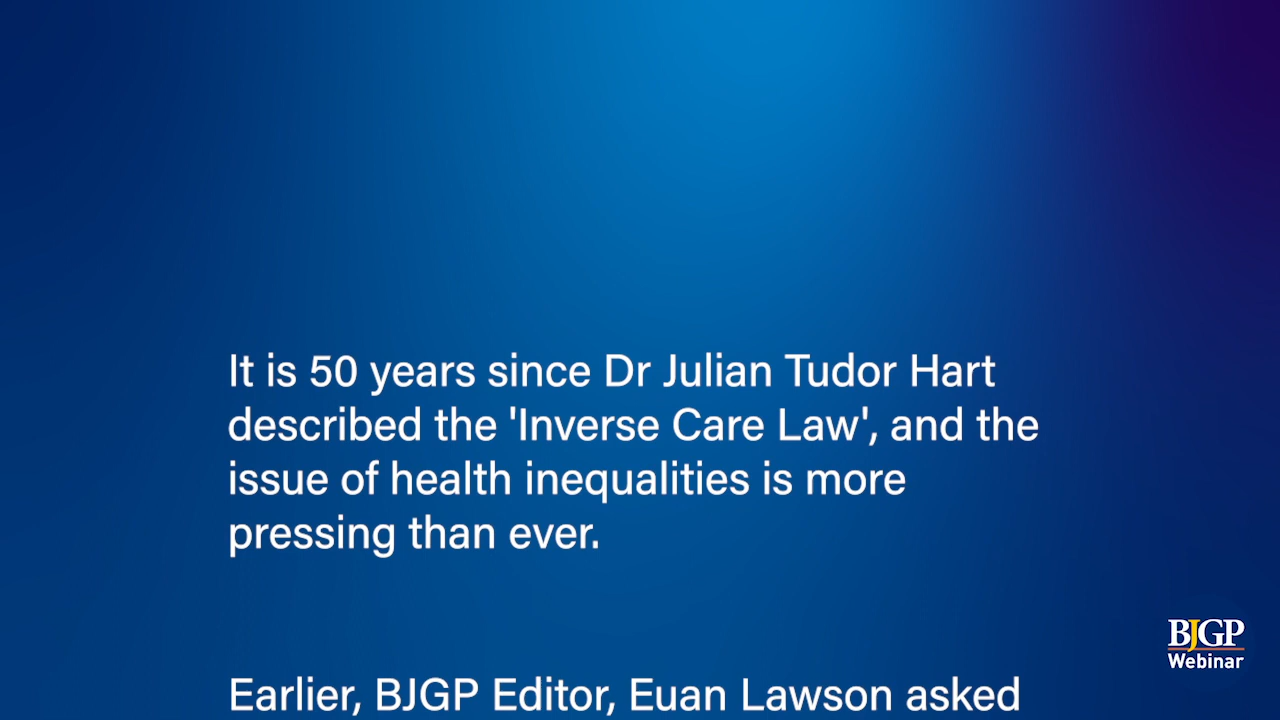 It is 50 years since Dr Julian Tudor Hart
described the 'Inverse Care Law', and the
issue of health inequalities is more
pressing than ever.
Earlier, BJGP Editor, Euan Lawson asked
BJGP
Webinar